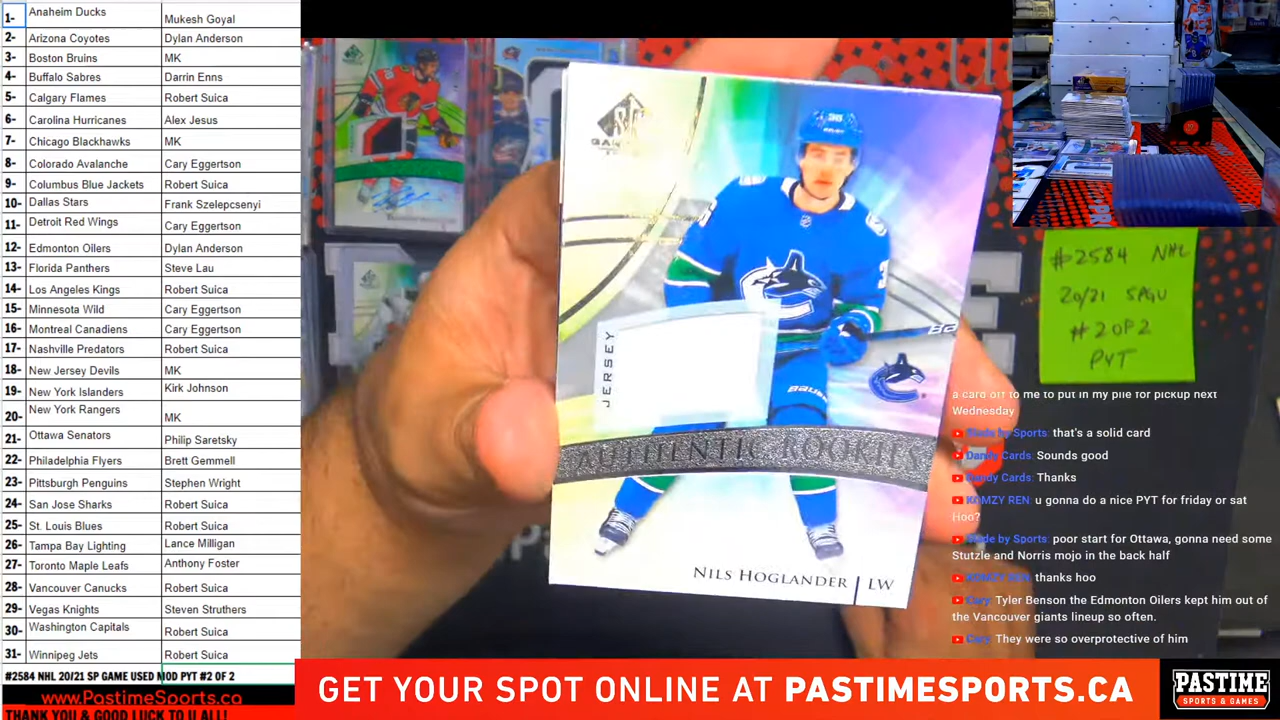 1- Anaheim Ducks Mukesh Goyal
2- Arizona Coyotes Dylan Anderson
3- Boston Bruins MK
4- Buffalo Sabres Darrin Enns
5- Calgary Flames Robert Suica
6- Carolina Hurricanes Alex Jesus
7- Chicago Blackhawks MK
8- Colorado Avalanche Cary Eggertson
9- Columbus Blue Jackets Robert Suica
10- Dallas Stars Frank Szelepcsenyi
11- Detroit Red Wings Cary Eggertson
12- Edmonton Oilers Dylan Anderson
13- Florida Panthers Steve Lau
14- Los Angeles Kings Robert Suica
15- Minnesota Wild Cary Eggertson
16- Montreal Canadiens Cary Eggertson
17- Nashville Predators Robert Suica
18- New Jersey Devils MK
19- New York Islanders Kirk Johnson
20- New York Rangers MK
21- Ottawa Senators Philip Saretsky
22- Philadelphia Flyers Brett Gemmell
23- Pittsburgh Penguins Stephen Wright
24- San Jose Sharks Robert Suica
25- St. Louis Blues Robert Suica
26- Tampa Bay Lighting Lance Milligan
27- Toronto Maple Leafs Anthony Foster
28- Vancouver Canucks Robert Suica
29- Vegas Knights Steven Struthers
30- Washington Capitals Robert Suica
31- Winnipeg Jets Robert Suica
#2584 NHL 20/21 SP GAME USED MOD PYT #2 OF 2
www.PastimeSports.ca
THANK YOU & GOOD LUCK TO U ALL!
JERSEY
AUTHENTIC ROOKIES
NILS HOGLANDER LW
#2584 NHL
20/21 SPGU
#2 OF 2
PYT
a card off to me to put in my pile for pickup next
Wednesday
Made by Sports: that's a solid card
Dandy Cards: Sounds good
Dandy Cards: Thanks
KOMZY REN: u gonna do a nice PYT for friday or sat
Hoo?
Made by Sports: poor start for Ottawa, gonna need some
Stutzle and Norris mojo in the back half
KOMZY REN: thanks hoo
Cary: Tyler Benson the Edmonton Oilers kept him out of
the Vancouver giants lineup so often.
Cary: They were so overprotective of him
GET YOUR SPOT ONLINE AT PASTIMESPORTS.CA
PASTIME
SPORTS & GAMES